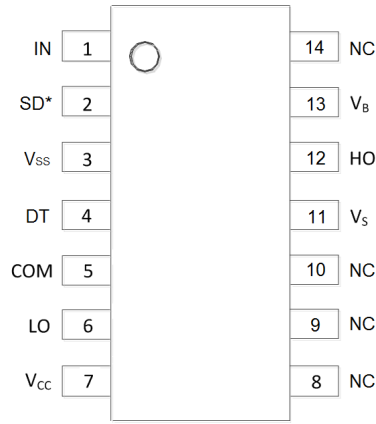 IN 1 14 NC
SD* 2 13 VB
VSS 3 12 HO
DT 4 11 VS
COM 5 10 NC
LO 6 9 NC
VCC 7 8 NC